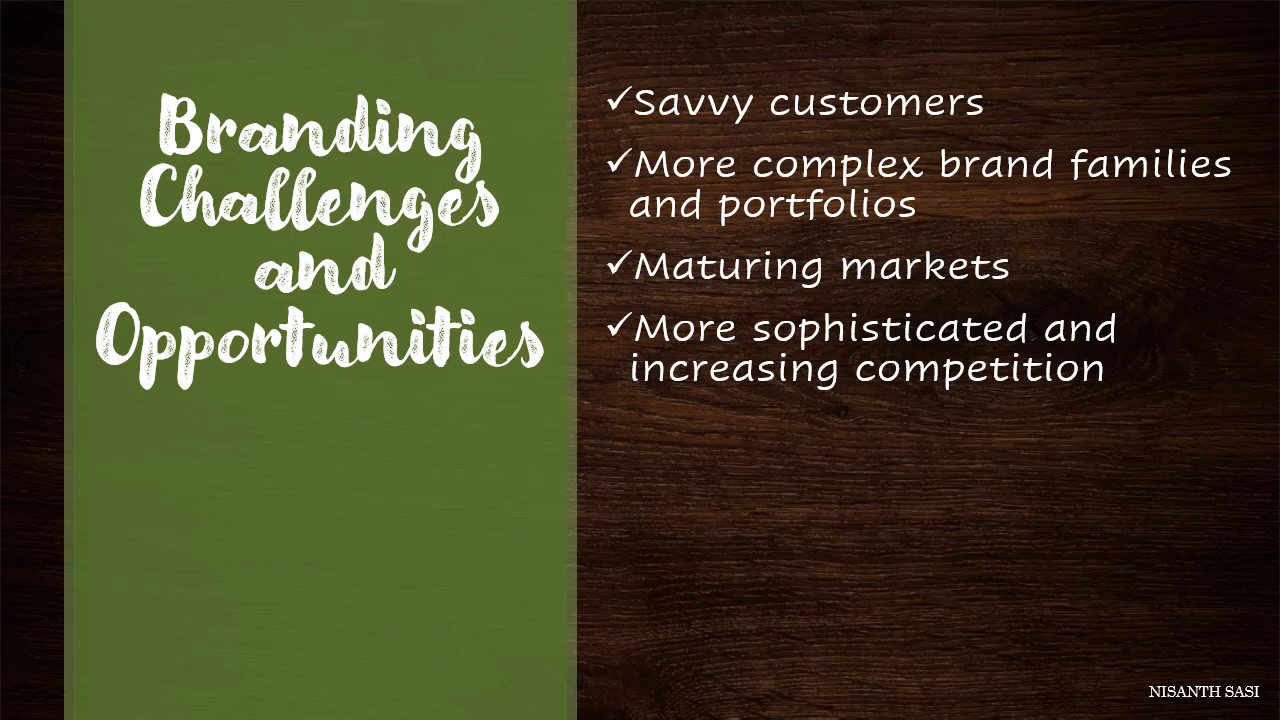 Branding
Challenges
and
Opportunities
✓Savvy customers
✓More complex brand families
and portfolios
✓Maturing markets
✓More sophisticated and
increasing competition
NISANTH SASI